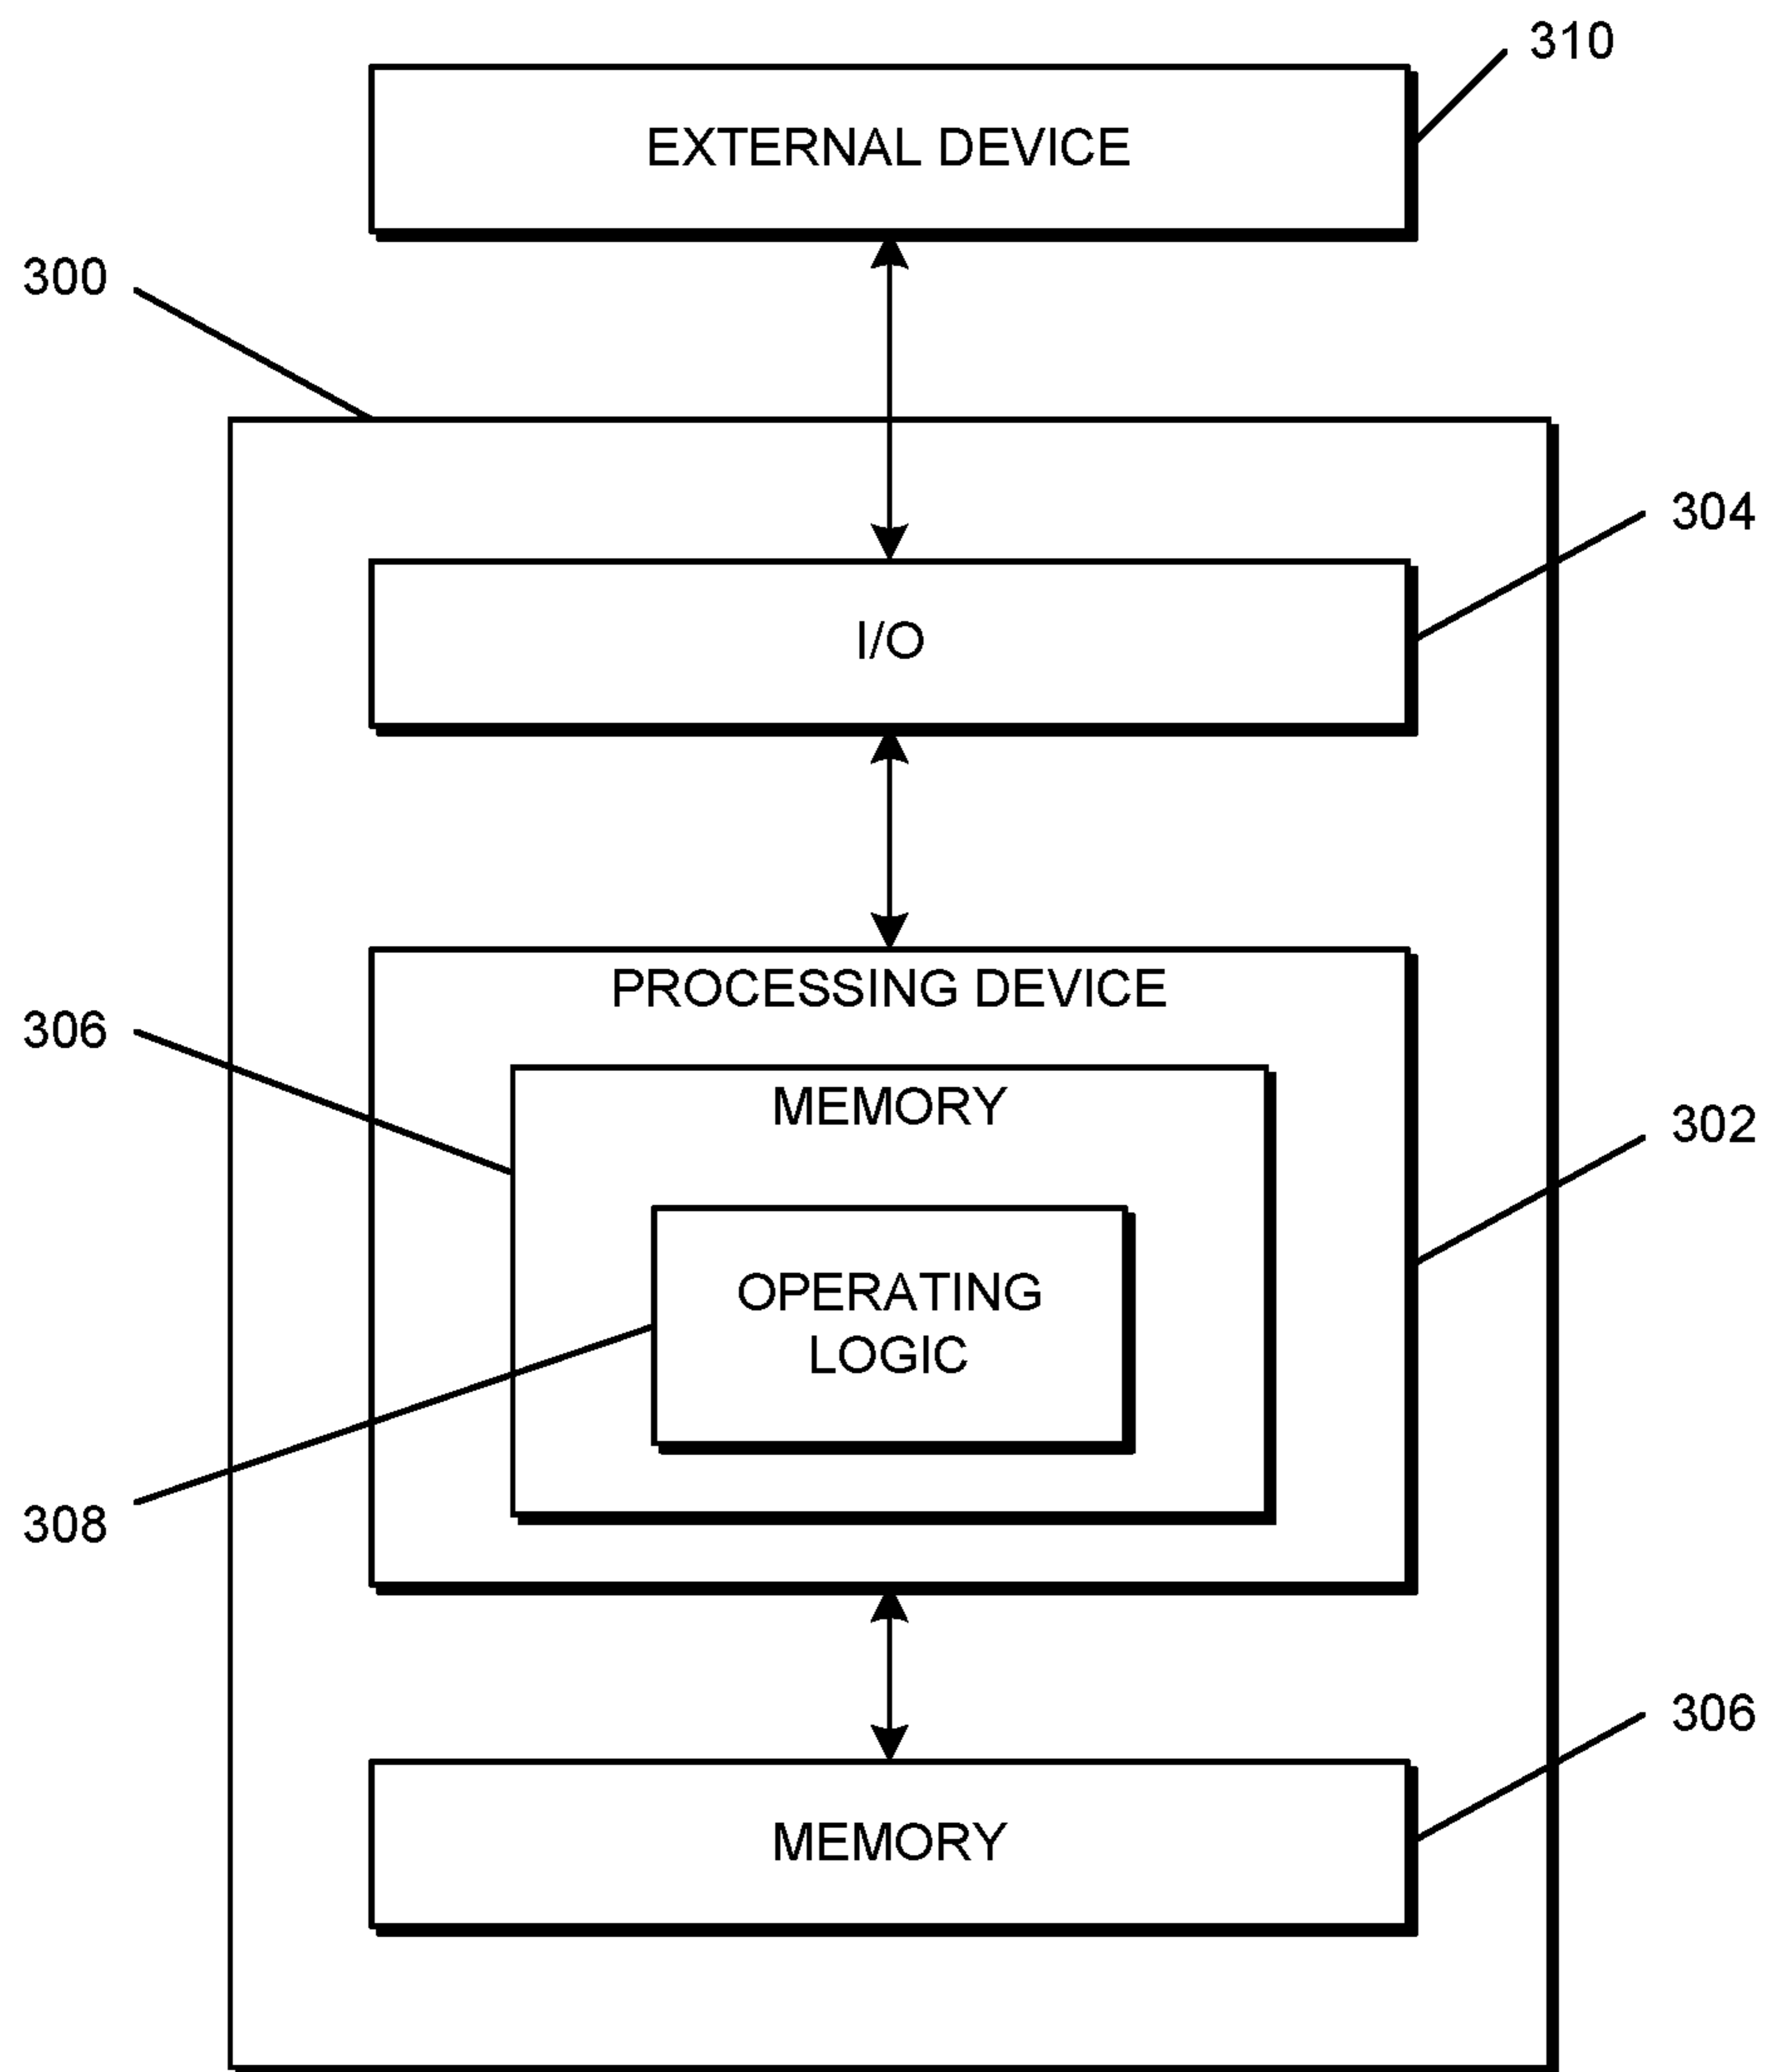 310
EXTERNAL DEVICE
300
304
I/O
PROCESSING DEVICE
306
MEMORY
302
OPERATING
LOGIC
308
306
MEMORY